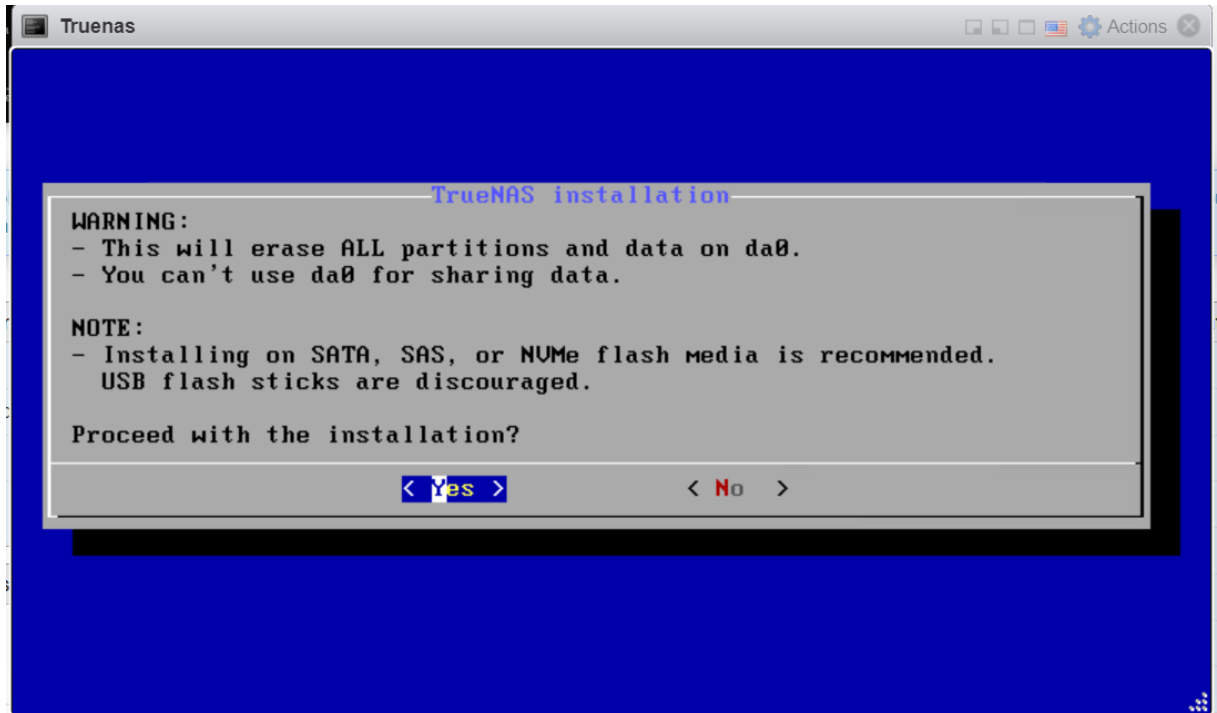 Truenas
Actions
TrueNAS installation
WARNING:
- This will erase ALL partitions and data on da0.
- You can't use da0 for sharing data.
NOTE:
- Installing on SATA, SAS, or NVMe flash media is recommended.
USB flash sticks are discouraged.
Proceed with the installation?
< Yes > < No >